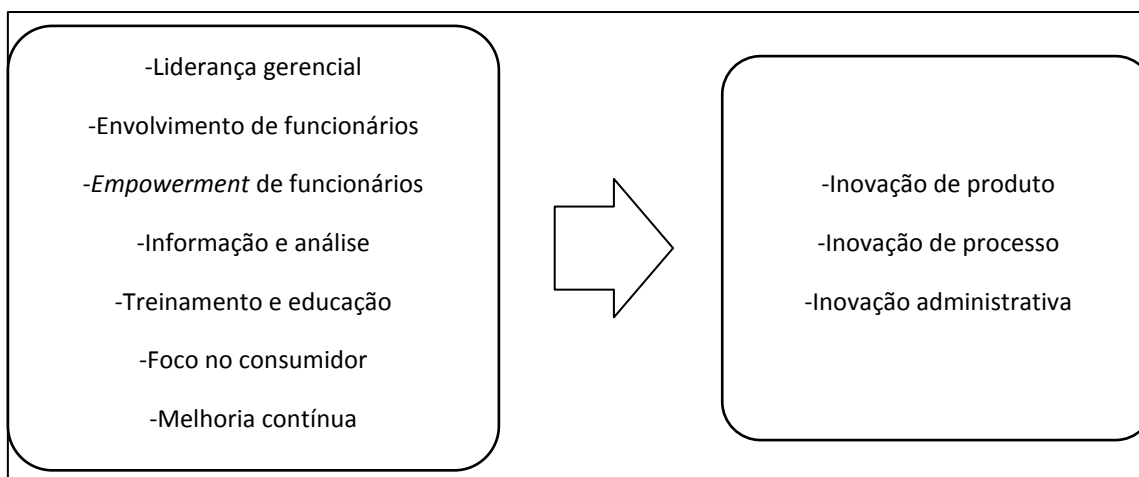 -Liderança gerencial
-Envolvimento de funcionários
-Empowerment de funcionários
-Informação e análise
-Treinamento e educação
-Foco no consumidor
-Melhoria contínua
-Inovação de produto
-Inovação de processo
-Inovação administrativa